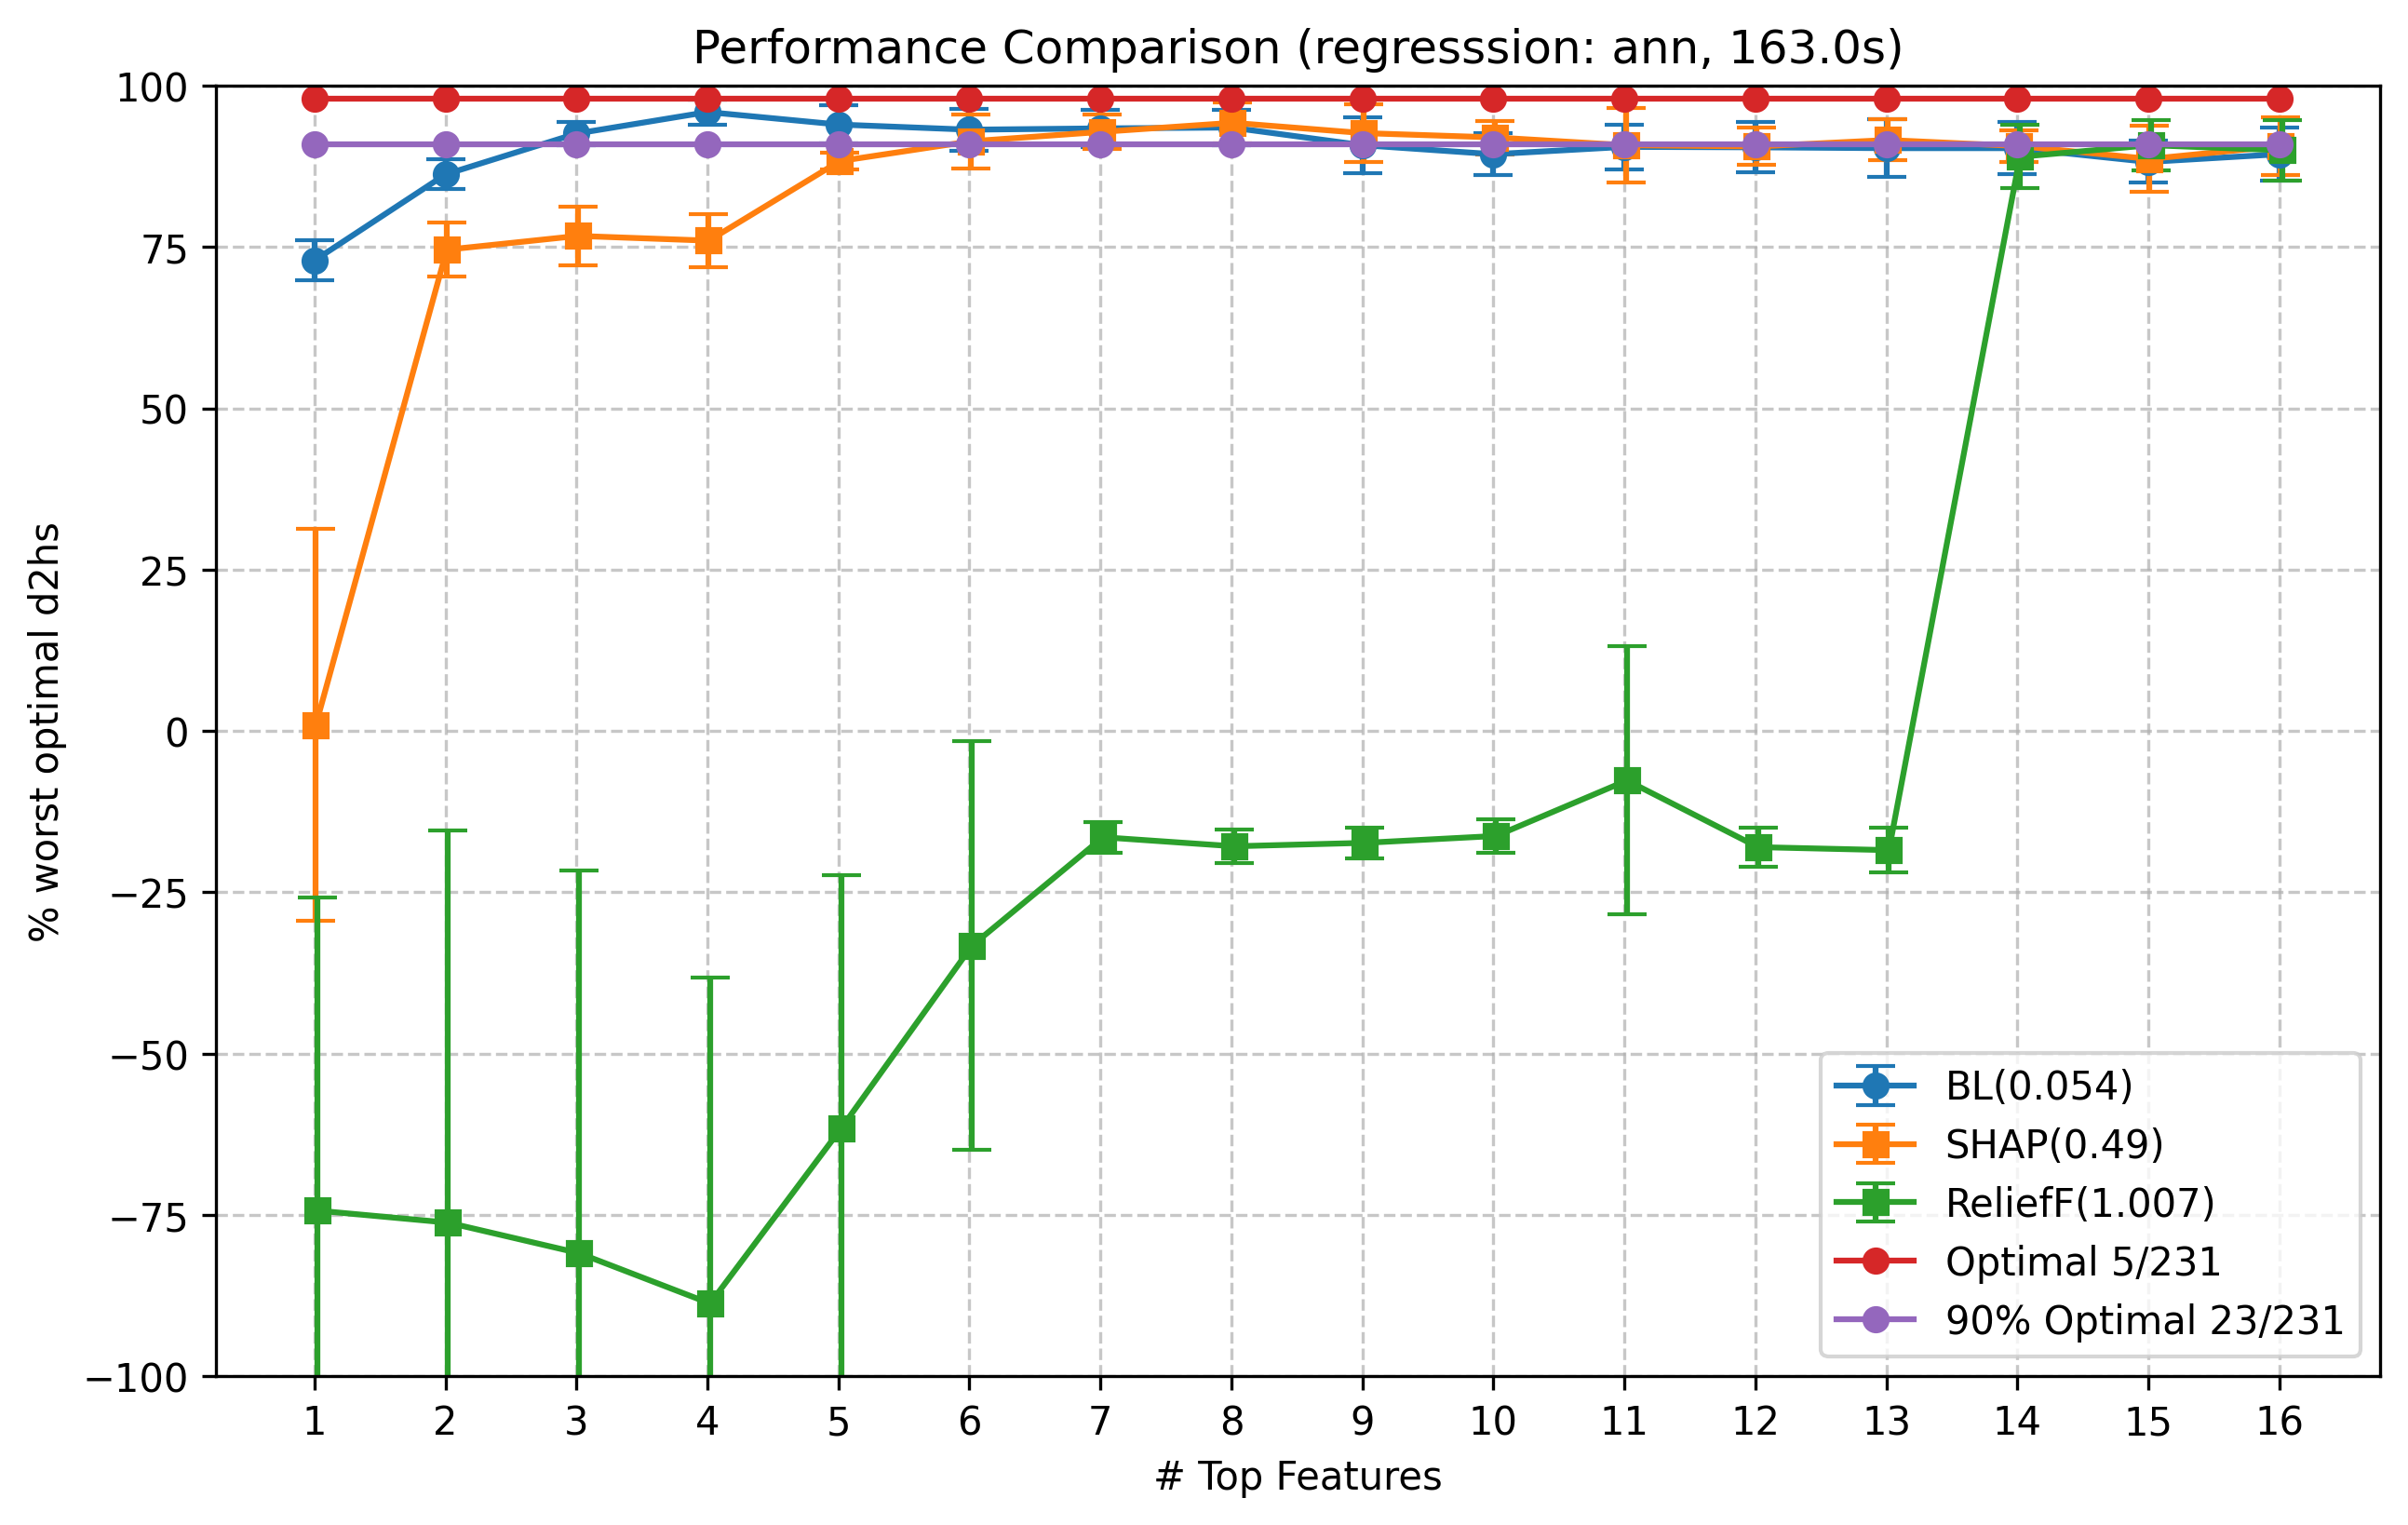 Performance Comparison (regresssion: ann, 163.0s)
100
75
50
25
0
−25
−50
−75
−100
% worst optimal d2hs
1 2 3 4 5 6 7 8 9 10 11 12 13 14 15 16
# Top Features
BL(0.054)
SHAP(0.49)
ReliefF(1.007)
Optimal 5/231
90% Optimal 23/231